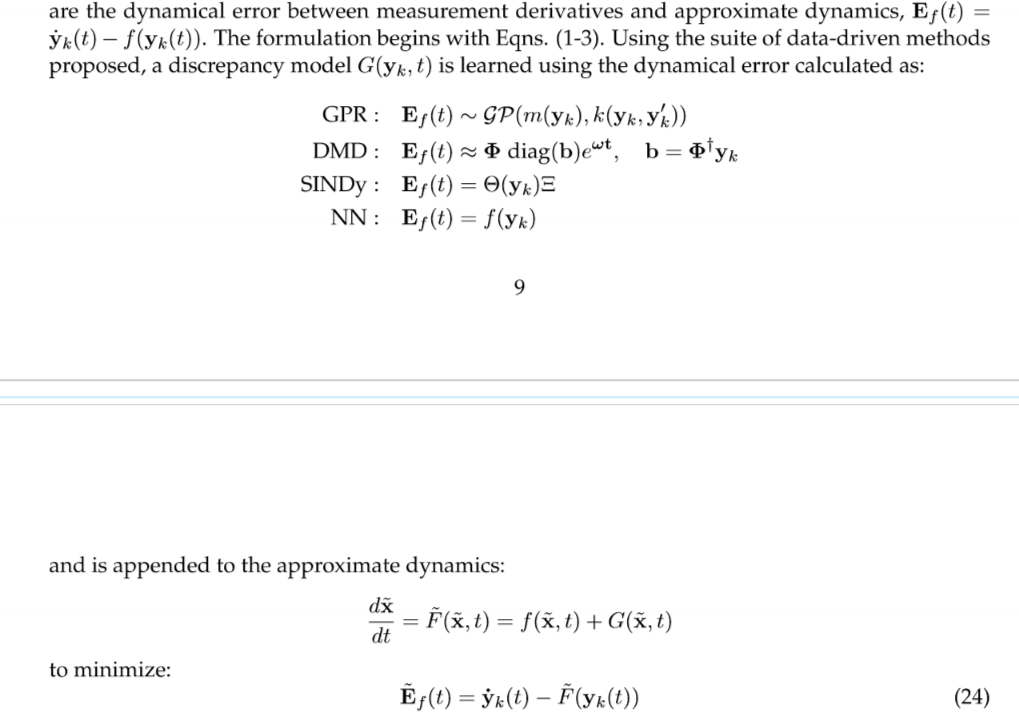 are the dynamical error between measurement derivatives and approximate dynamics, 𝐄_f(t) =
ẏ_k(t) − f(y_k(t)). The formulation begins with Eqns. (1-3). Using the suite of data-driven methods
proposed, a discrepancy model G(y_k, t) is learned using the dynamical error calculated as:
GPR : E_f(t) ∼ 𝒢𝒫(m(y_k), k(y_k, y′_k))
DMD : E_f(t) ≈ Φ diag(b)e^{ωt}, b = Φ^†y_k
SINDy : E_f(t) = Θ(y_k)Ξ
NN : E_f(t) = f(y_k)
9
and is appended to the approximate dynamics:
dx̃/dt = F̃(x̃, t) = f(x̃, t) + G(x̃, t)
to minimize:
Ẽ_f(t) = ẏ_k(t) − F̃(y_k(t)) (24)